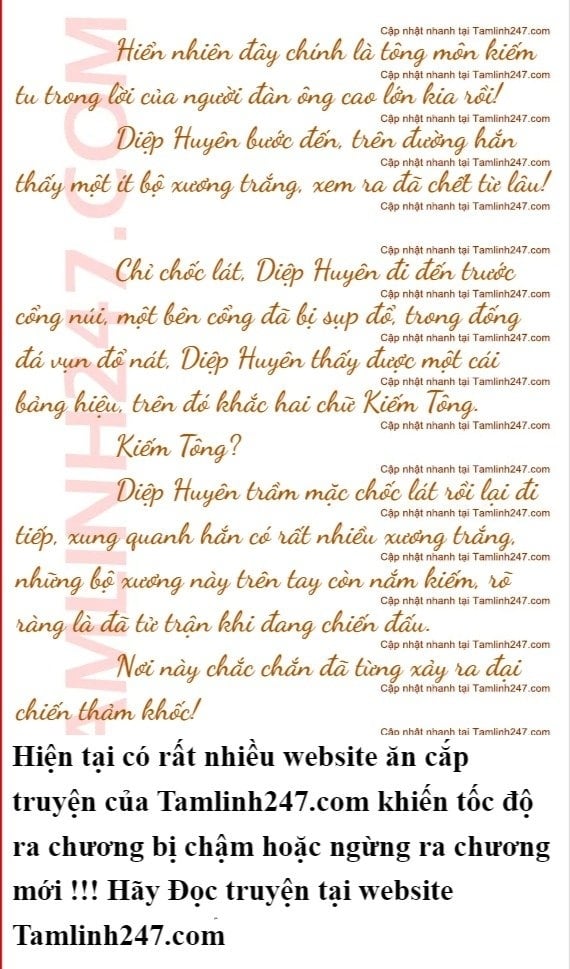 Cập nhật nhanh tại Tamlinh247.com
Hiển nhiên đây chính là tông môn kiếm
Cập nhật nhanh tại Tamlinh247.com
tu trong lời của người đàn ông cao lớn kia rồi!
Cập nhật nhanh tại Tamlinh247.com
Diệp Huyên bước đến, trên đường hắn
Cập nhật nhanh tại Tamlinh247.com
thấy một ít bộ xương trắng, xem ra đã chết từ lâu!
Cập nhật nhanh tại Tamlinh247.com
Cập nhật nhanh tại Tamlinh247.com
Chỉ chốc lát, Diệp Huyên đi đến trước
Cập nhật nhanh tại Tamlinh247.com
cổng núi, một bên cổng đã bị sụp đổ, trong đống
Cập nhật nhanh tại Tamlinh247.com
đá vụn đổ nát, Diệp Huyên thấy được một cái
Cập nhật nhanh tại Tamlinh247.com
bảng hiệu, trên đó khắc hai chữ Kiếm Tông.
Cập nhật nhanh tại Tamlinh247.com
Kiếm Tông?
Cập nhật nhanh tại Tamlinh247.com
Diệp Huyên trầm mặc chốc lát rồi lại đi
Cập nhật nhanh tại Tamlinh247.com
tiếp, xung quanh hắn có rất nhiều xương trắng,
Cập nhật nhanh tại Tamlinh247.com
những bộ xương này trên tay còn nắm kiếm, rõ
Cập nhật nhanh tại Tamlinh247.com
ràng là đã tử trận khi đang chiến đấu.
Cập nhật nhanh tại Tamlinh247.com
Nơi này chắc chắn đã từng xảy ra đại
Cập nhật nhanh tại Tamlinh247.com
chiến thảm khốc!
Cập nhật nhanh tại Tamlinh247.com
AMLINH247.COM
Hiện tại có rất nhiều website ăn cắp
truyện của Tamlinh247.com khiến tốc độ
ra chương bị chậm hoặc ngừng ra chương
mới !!! Hãy Đọc truyện tại website
Tamlinh247.com